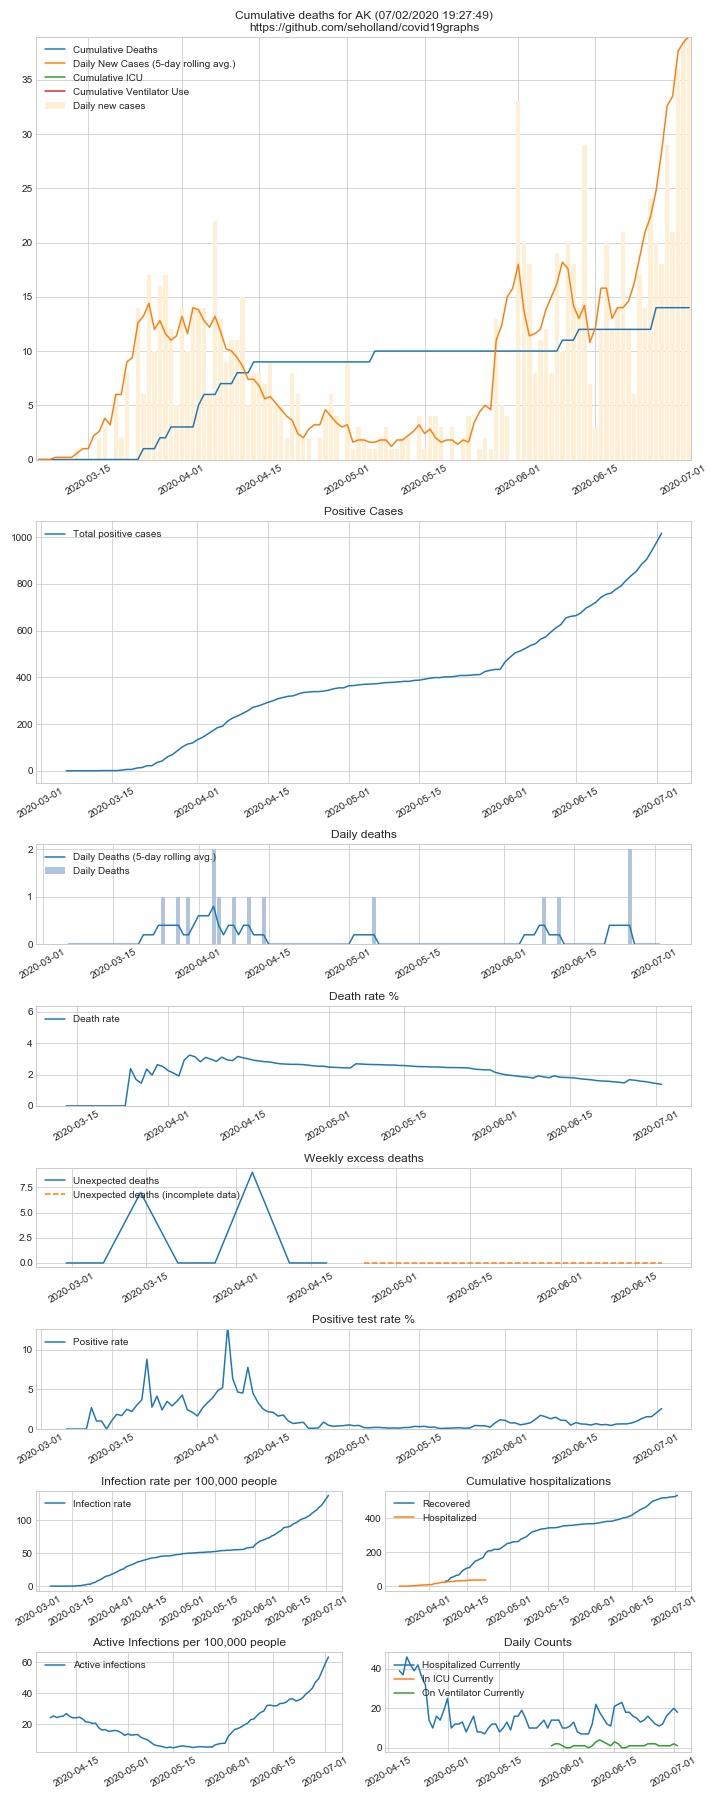 Cumulative deaths for AK (07/02/2020 19:27:49)
https://github.com/seholland/covid19graphs
Cumulative Deaths
Daily New Cases (5-day rolling avg.)
Cumulative ICU
Cumulative Ventilator Use
Daily new cases
35
30
25
20
15
10
5
0
2020-03-15 2020-04-01 2020-04-15 2020-05-01 2020-05-15 2020-06-01 2020-06-15 2020-07-01
Positive Cases
Total positive cases
1000
800
600
400
200
0
2020-03-01 2020-03-15 2020-04-01 2020-04-15 2020-05-01 2020-05-15 2020-06-01 2020-06-15 2020-07-01
Daily deaths
Daily Deaths (5-day rolling avg.)
Daily Deaths
2
1
0
2020-03-01 2020-03-15 2020-04-01 2020-04-15 2020-05-01 2020-05-15 2020-06-01 2020-06-15 2020-07-01
Death rate %
Death rate
6
4
2
0
2020-03-15 2020-04-01 2020-04-15 2020-05-01 2020-05-15 2020-06-01 2020-06-15 2020-07-01
Weekly excess deaths
Unexpected deaths
Unexpected deaths (incomplete data)
7.5
5.0
2.5
0.0
2020-03-01 2020-03-15 2020-04-01 2020-04-15 2020-05-01 2020-05-15 2020-06-01 2020-06-15
Positive test rate %
Positive rate
10
5
0
2020-03-01 2020-03-15 2020-04-01 2020-04-15 2020-05-01 2020-05-15 2020-06-01 2020-06-15 2020-07-01
Infection rate per 100,000 people
Infection rate
100
50
0
2020-03-01 2020-03-15 2020-04-01 2020-04-15 2020-05-01 2020-05-15 2020-06-01 2020-06-15 2020-07-01
Cumulative hospitalizations
Recovered
Hospitalized
400
200
0
2020-04-01 2020-04-15 2020-05-01 2020-05-15 2020-06-01 2020-06-15 2020-07-01
Active Infections per 100,000 people
Active infections
60
40
20
2020-04-15 2020-05-01 2020-05-15 2020-06-01 2020-06-15 2020-07-01
Daily Counts
Hospitalized Currently
In ICU Currently
On Ventilator Currently
40
20
0
2020-04-15 2020-05-01 2020-05-15 2020-06-01 2020-06-15 2020-07-01